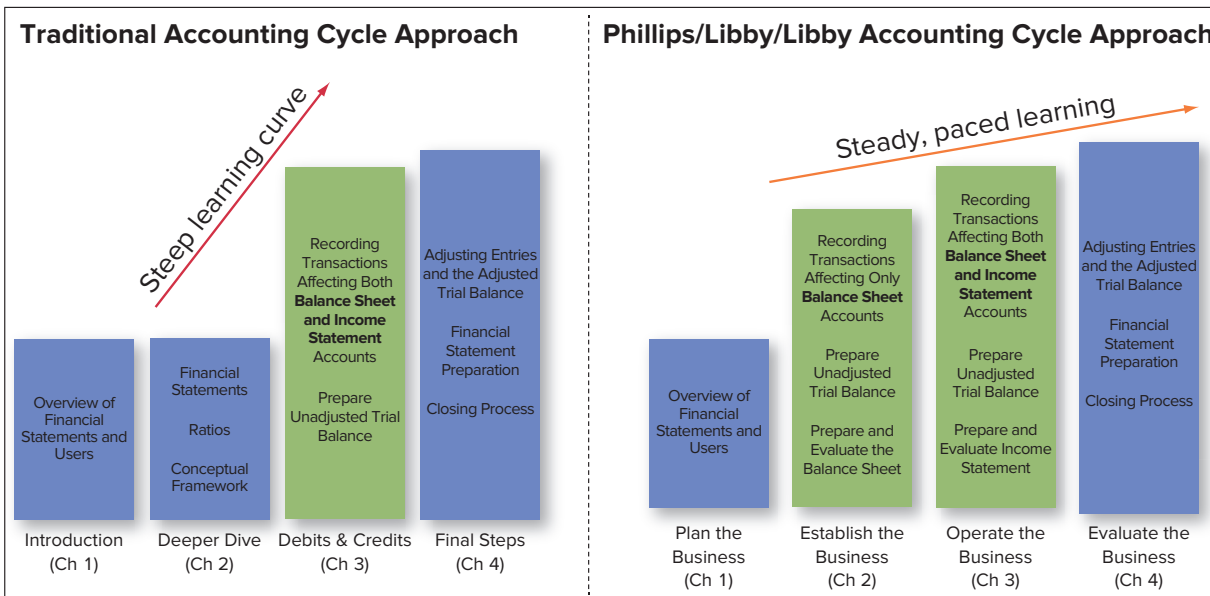 Traditional Accounting Cycle Approach
Steep learning curve
Overview of
Financial
Statements and
Users
Introduction
(Ch 1)
Financial
Statements
Ratios
Conceptual
Framework
Deeper Dive
(Ch 2)
Recording
Transactions
Affecting Both
Balance Sheet
and Income
Statement
Accounts
Prepare
Unadjusted Trial
Balance
Debits & Credits
(Ch 3)
Adjusting Entries
and the Adjusted
Trial Balance
Financial
Statement
Preparation
Closing Process
Final Steps
(Ch 4)
Phillips/Libby/Libby Accounting Cycle Approach
Steady, paced learning
Overview of
Financial
Statements and
Users
Plan the
Business
(Ch 1)
Recording
Transactions
Affecting Only
Balance Sheet
Accounts
Prepare
Unadjusted
Trial Balance
Prepare and
Evaluate the
Balance Sheet
Establish the
Business
(Ch 2)
Recording
Transactions
Affecting Both
Balance Sheet
and Income
Statement
Accounts
Prepare
Unadjusted
Trial Balance
Prepare and
Evaluate Income
Statement
Operate the
Business
(Ch 3)
Adjusting Entries
and the Adjusted
Trial Balance
Financial
Statement
Preparation
Closing Process
Evaluate the
Business
(Ch 4)